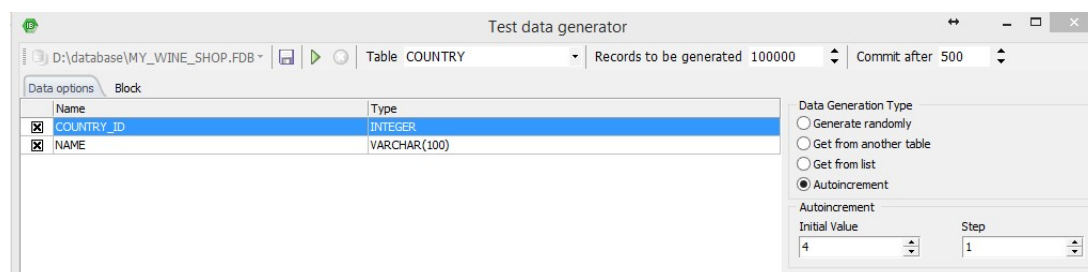 IB
Test data generator
D:\database\MY_WINE_SHOP.FDB Table COUNTRY Records to be generated 100000 Commit after 500
Data options Block
Name Type
COUNTRY_ID INTEGER
NAME VARCHAR(100)
Data Generation Type
Generate randomly
Get from another table
Get from list
Autoincrement
Autoincrement
Initial Value Step
4 1